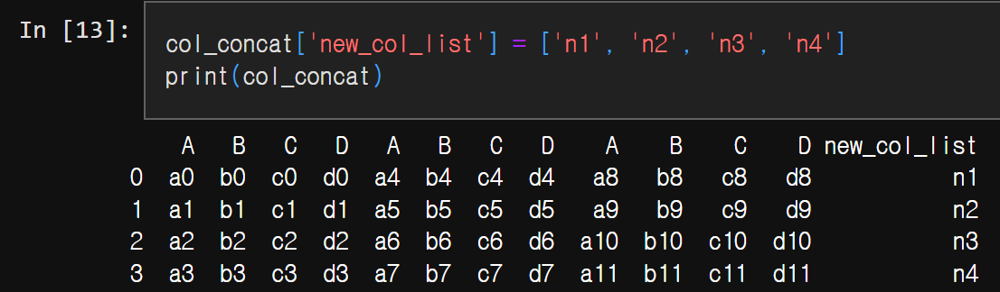 In [13]:
col_concat['new_col_list'] = ['n1', 'n2', 'n3', 'n4']
print(col_concat)
A B C D A B C D A B C D new_col_list
0 a0 b0 c0 d0 a4 b4 c4 d4 a8 b8 c8 d8 n1
1 a1 b1 c1 d1 a5 b5 c5 d5 a9 b9 c9 d9 n2
2 a2 b2 c2 d2 a6 b6 c6 d6 a10 b10 c10 d10 n3
3 a3 b3 c3 d3 a7 b7 c7 d7 a11 b11 c11 d11 n4